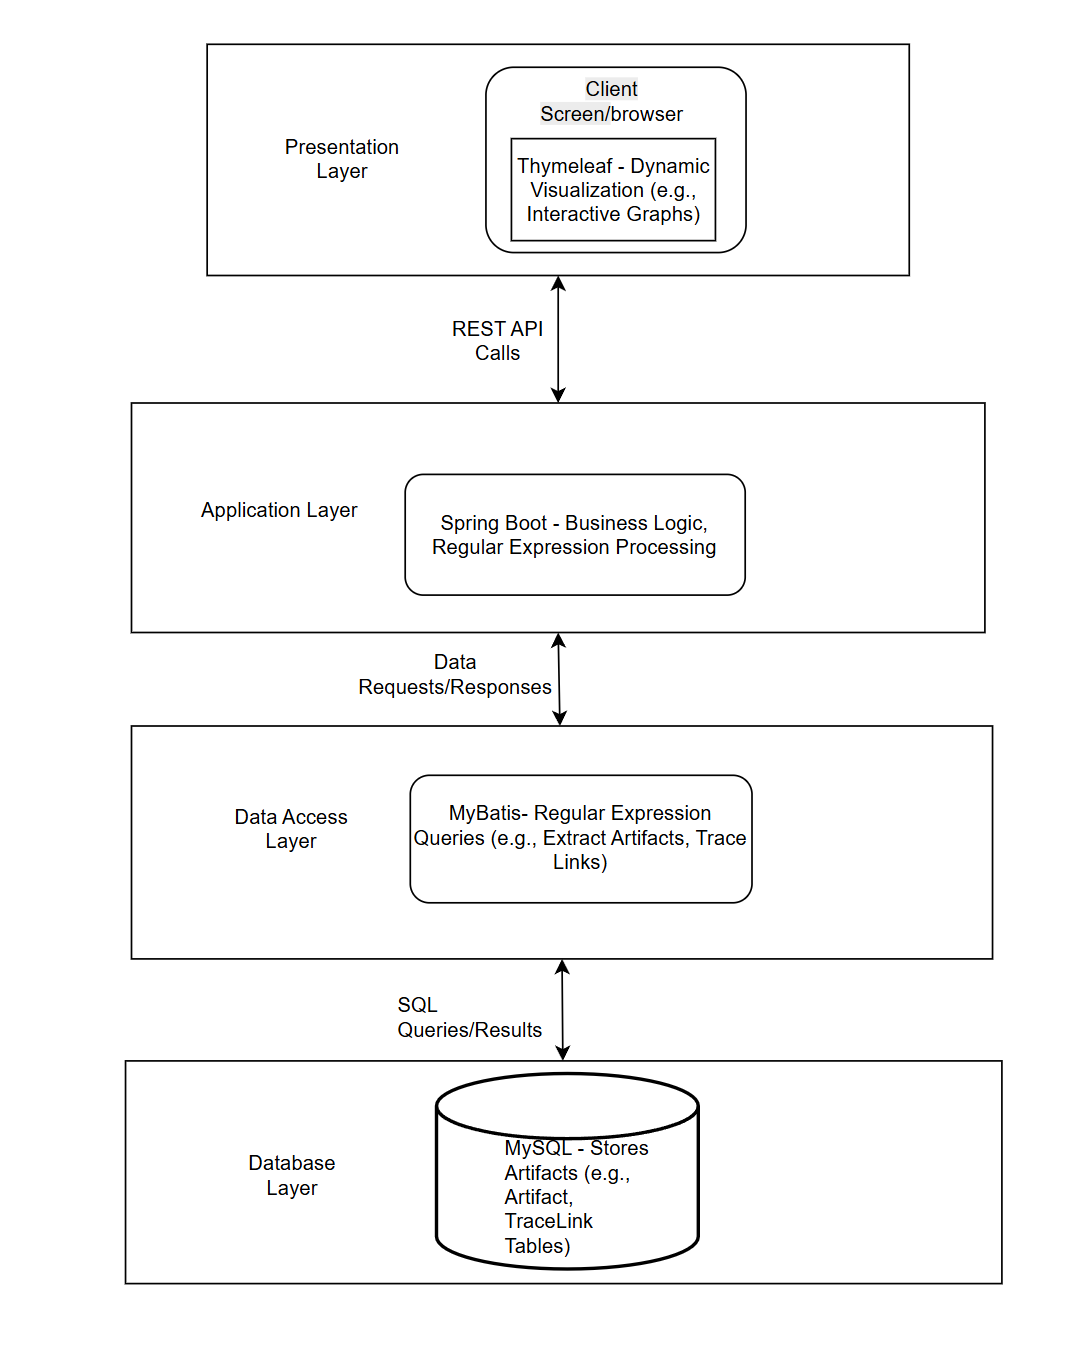 Client
Screen/browser
Presentation
Layer
Thymeleaf - Dynamic
Visualization (e.g.,
Interactive Graphs)
REST API
Calls
Application Layer
Spring Boot - Business Logic,
Regular Expression Processing
Data
Requests/Responses
Data Access
Layer
MyBatis- Regular Expression
Queries (e.g., Extract Artifacts, Trace
Links)
SQL
Queries/Results
Database
Layer
MySQL - Stores
Artifacts (e.g.,
Artifact,
TraceLink
Tables)